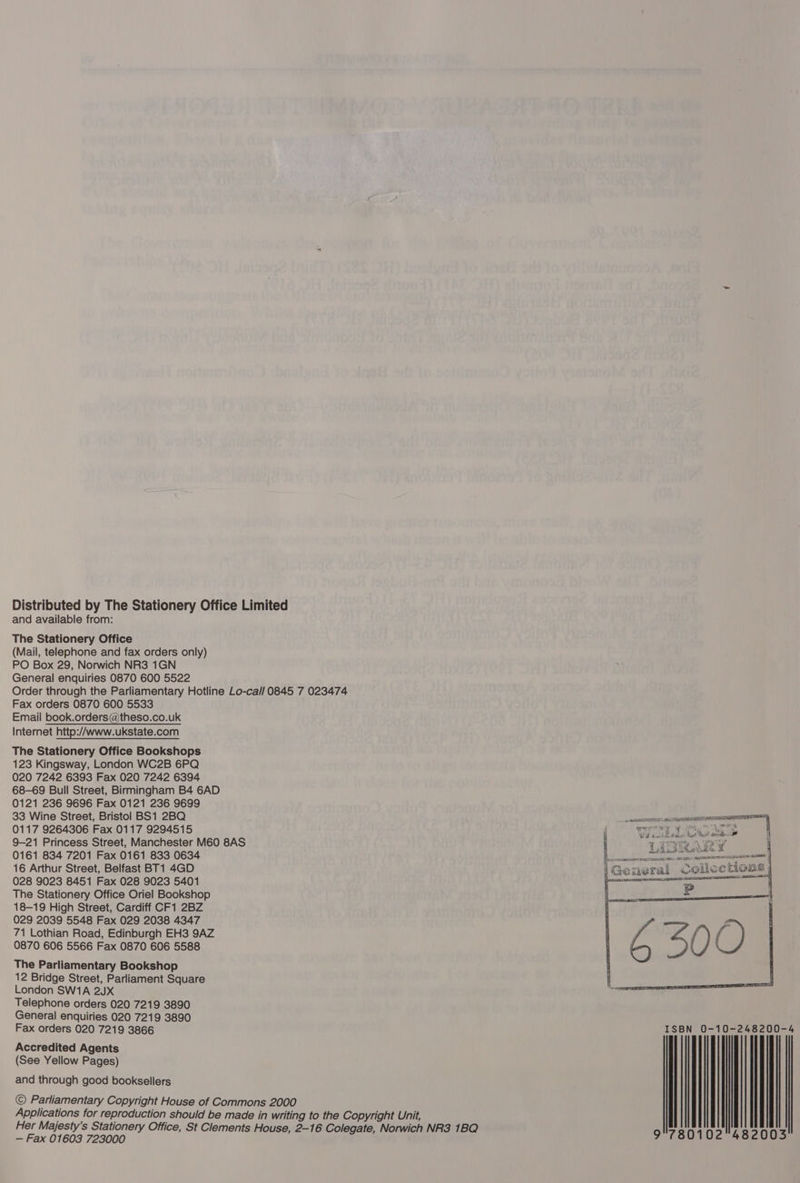 Distributed by The Stationery Office Limited
and available from:
The Stationery Office
(Mail, telephone and fax orders only)
PO Box 29, Norwich NR3 1GN
General enquiries 0870 600 5522
Order through the Parliamentary Hotline Lo-call 0845 7 023474
Fax orders 0870 600 5533
Email book.orders@theso.co.uk
Internet http://www.ukstate.com
The Stationery Office Bookshops
123 Kingsway, London WC2B 6PQ
020 7242 6393 Fax 020 7242 6394
68–69 Bull Street, Birmingham B4 6AD
0121 236 9696 Fax 0121 236 9699
33 Wine Street, Bristol BS1 2BQ
0117 9264306 Fax 0117 9294515
9–21 Princess Street, Manchester M60 8AS
0161 834 7201 Fax 0161 833 0634
16 Arthur Street, Belfast BT1 4GD
028 9023 8451 Fax 028 9023 5401
The Stationery Office Oriel Bookshop
18–19 High Street, Cardiff CF1 2BZ
029 2039 5548 Fax 029 2038 4347
71 Lothian Road, Edinburgh EH3 9AZ
0870 606 5566 Fax 0870 606 5588
The Parliamentary Bookshop
12 Bridge Street, Parliament Square
London SW1A 2JX
Telephone orders 020 7219 3890
General enquiries 020 7219 3890
Fax orders 020 7219 3866
Accredited Agents
(See Yellow Pages)
and through good booksellers
© Parliamentary Copyright House of Commons 2000
Applications for reproduction should be made in writing to the Copyright Unit,
Her Majesty's Stationery Office, St Clements House, 2–16 Colegate, Norwich NR3 1BQ
– Fax 01603 723000
WELLCOME
LIBRARY
General Collections
P
6300
ISBN 0-10-248200-4
9 780102 482003